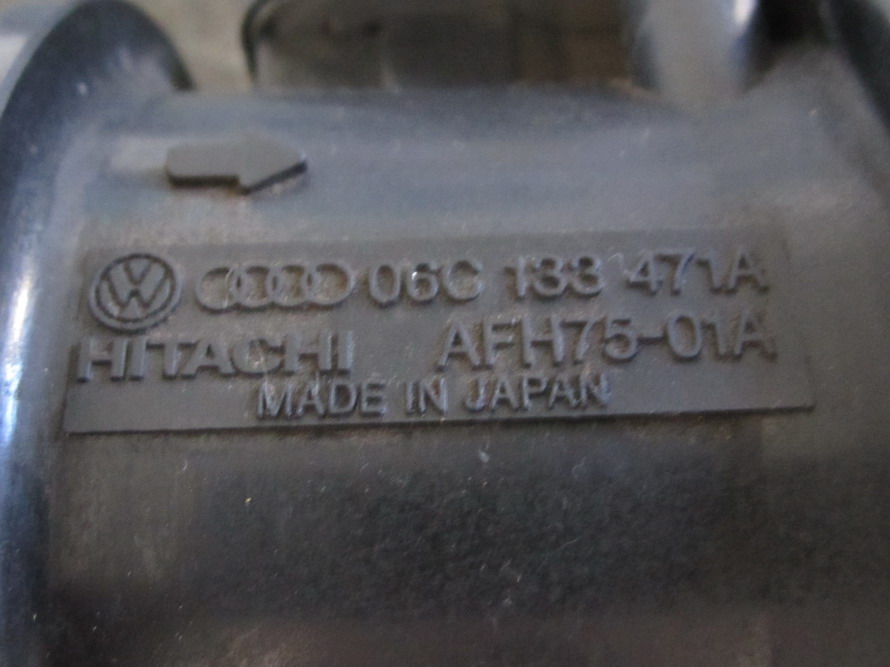 06C 133 471A
HITACHI AFH75-01A
MADE IN JAPAN